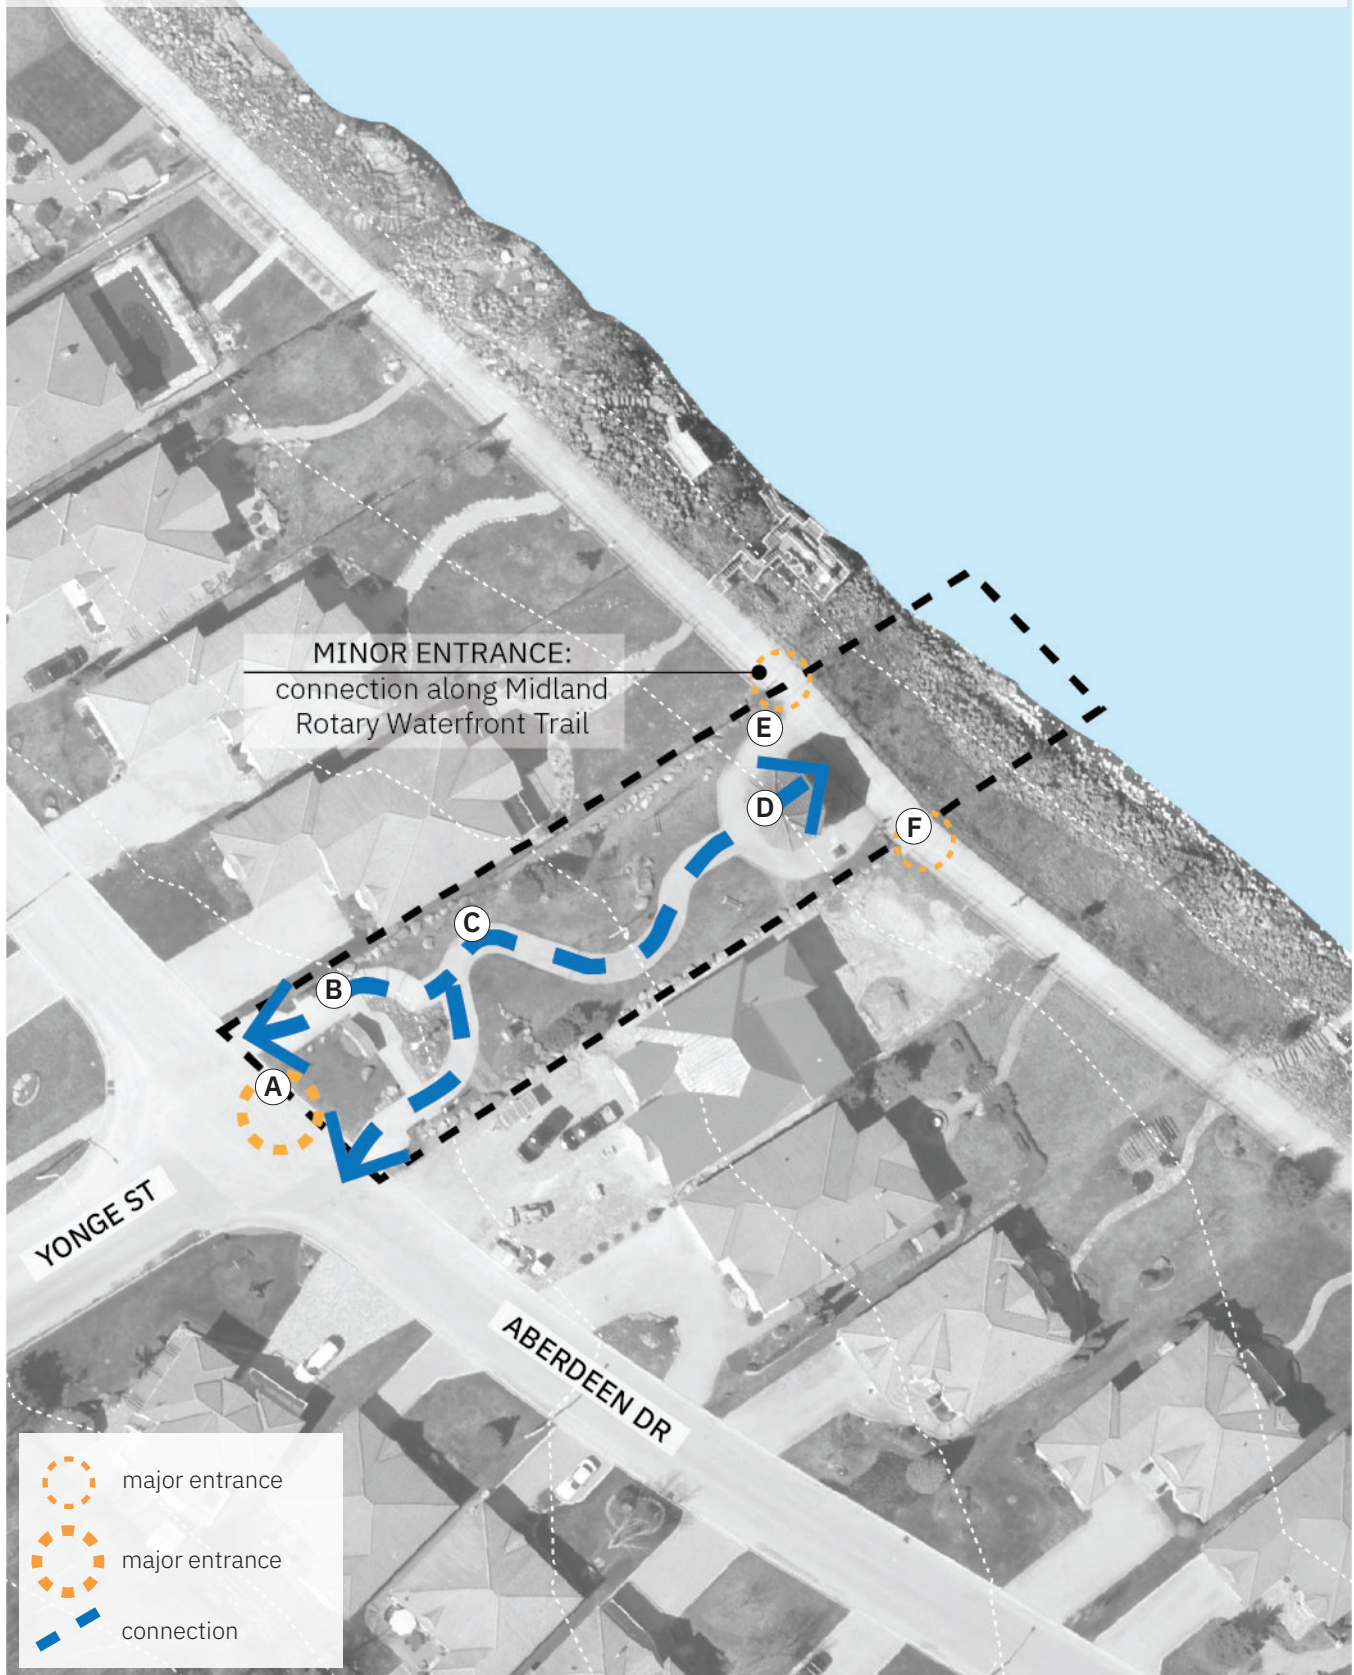 MINOR ENTRANCE:
connection along Midland
Rotary Waterfront Trail
E
D
F
C
B
A
YONGE ST
ABERDEEN DR
major entrance
major entrance
connection